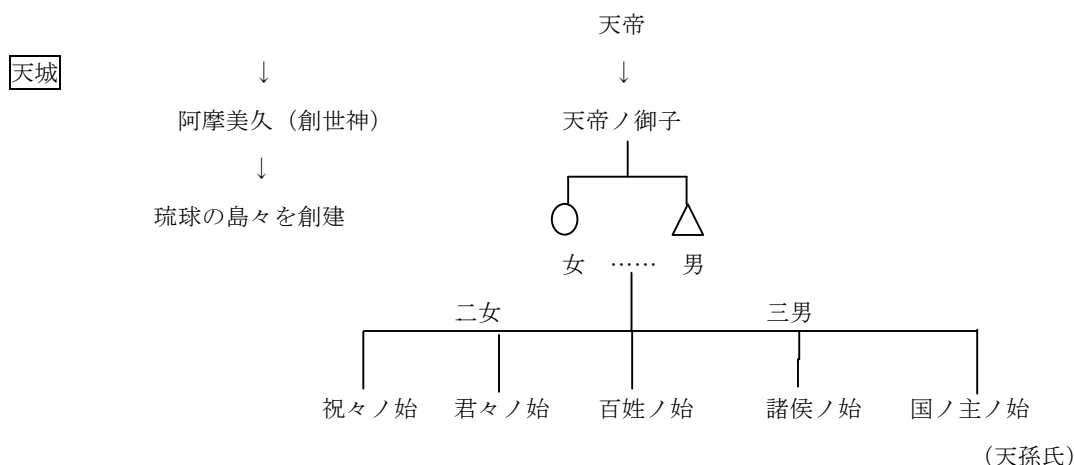 天帝
天城 ↓ ↓
阿摩美久（創世神） 天帝ノ御子
↓
琉球の島々を創建
女 …… 男
二女 三男
祝々ノ始 君々ノ始 百姓ノ始 諸侯ノ始 国ノ主ノ始
（天孫氏）